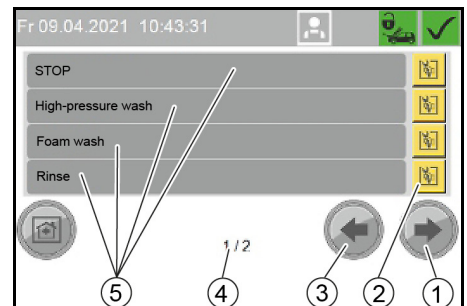 Fr 09.04.2021 10:43:31
STOP
High-pressure wash
Foam wash
Rinse
1 / 2
5 4 3 2 1